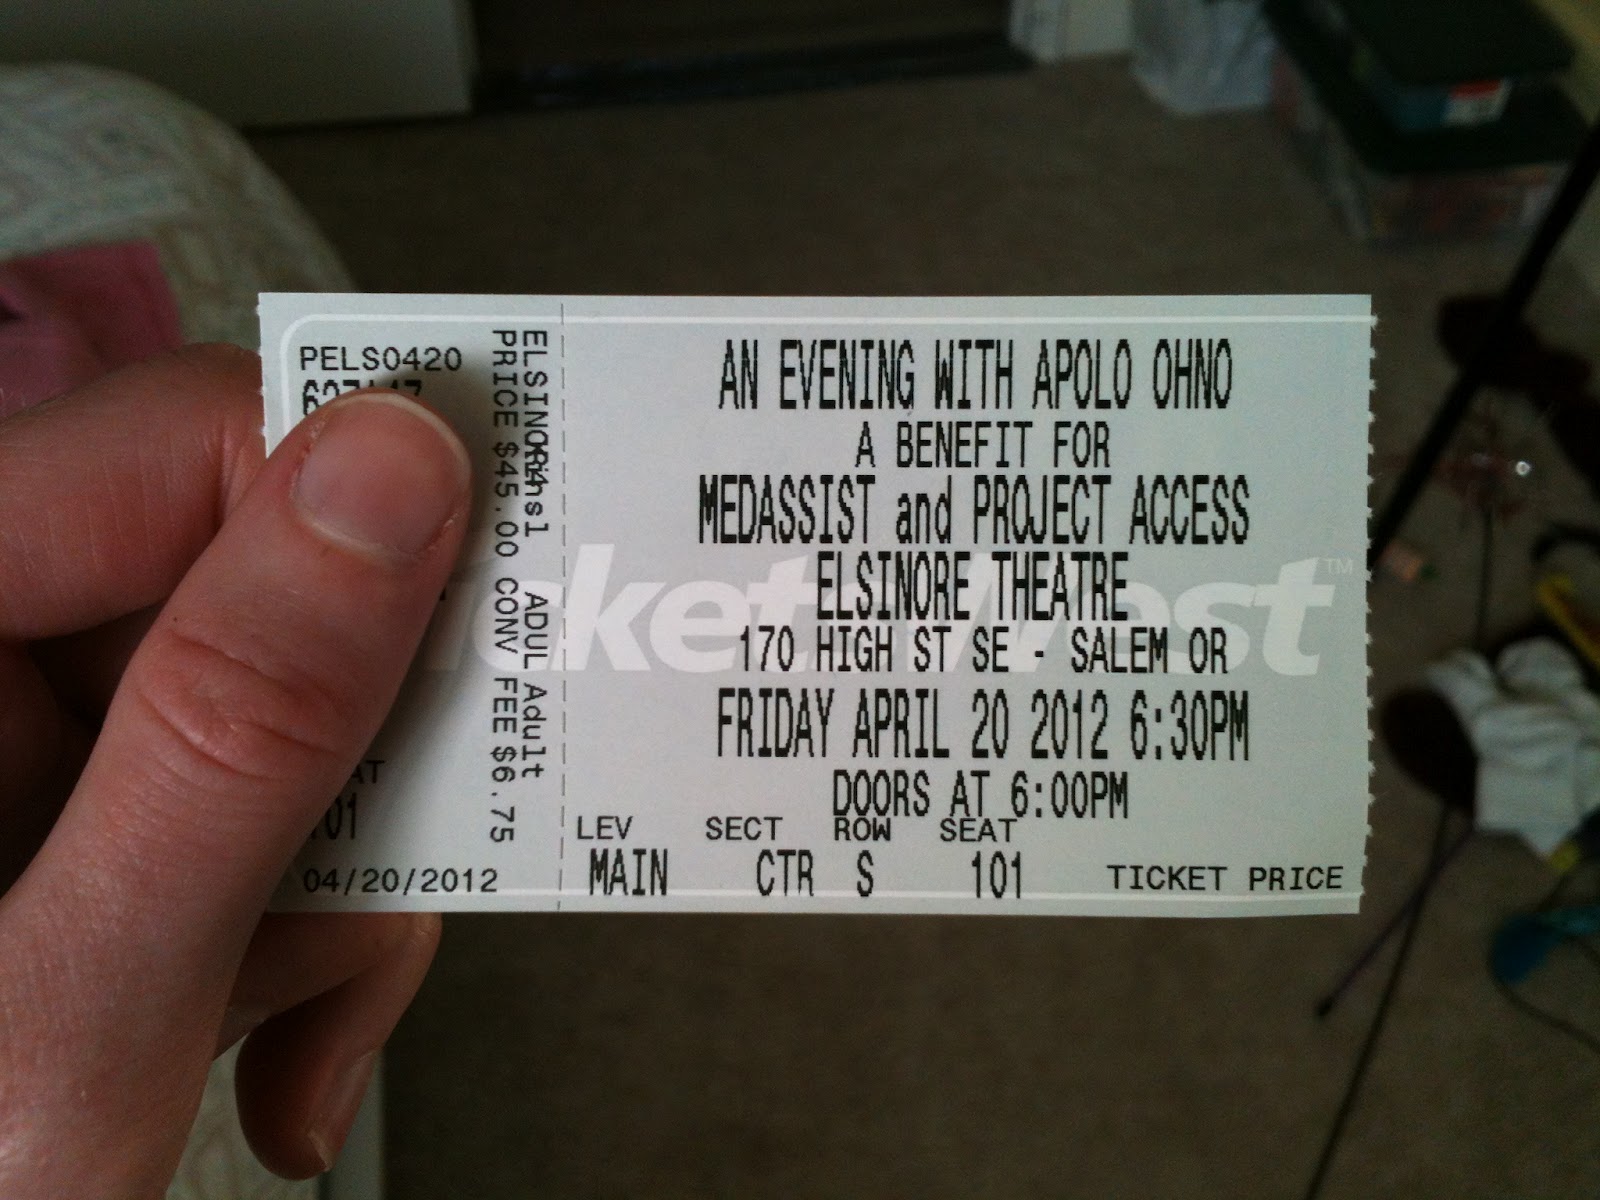 PELS0420
PRICE $45.00 CONV FEE $6.75
ADUL Adult
AT
101
04/20/2012
AN EVENING WITH APOLO OHNO
A BENEFIT FOR
MEDASSIST and PROJECT ACCESS
ELSINORE THEATRE
170 HIGH ST SE - SALEM OR
FRIDAY APRIL 20 2012 6:30PM
DOORS AT 6:00PM
LEV SECT ROW SEAT
MAIN CTR S 101 TICKET PRICE
TicketsWest™